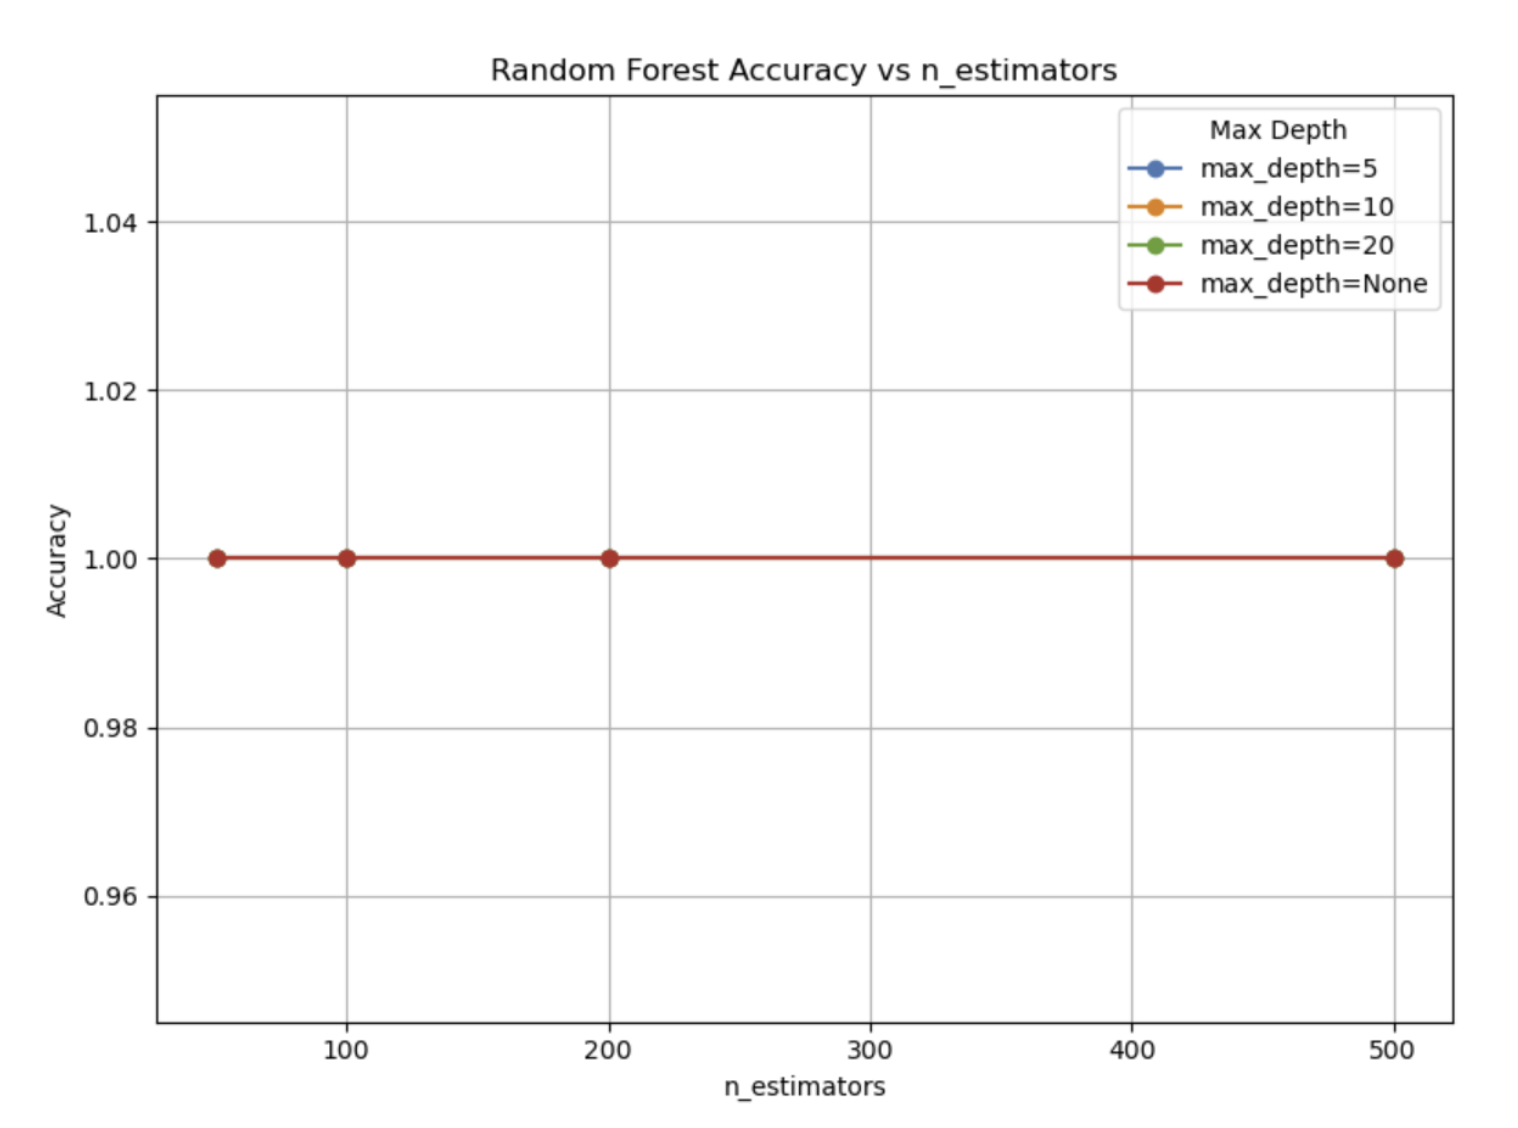 Random Forest Accuracy vs n_estimators
Max Depth
max_depth=5
max_depth=10
max_depth=20
max_depth=None
1.04
1.02
1.00
0.98
0.96
Accuracy
100 200 300 400 500
n_estimators